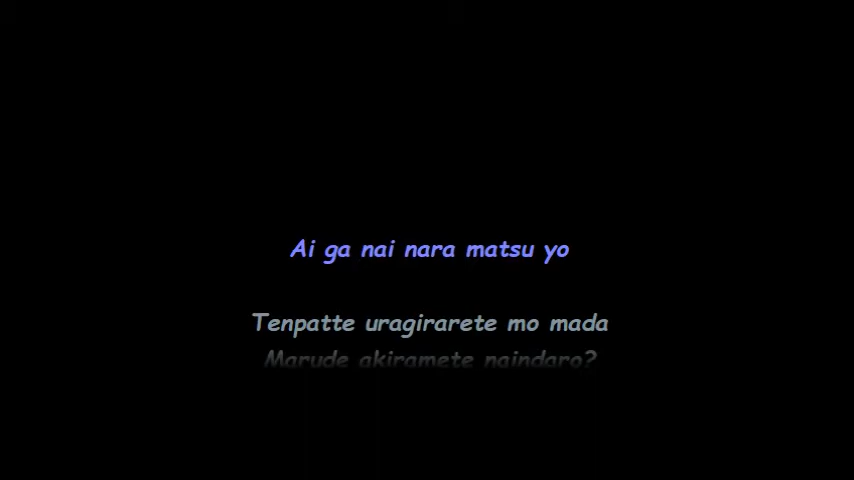 Ai ga nai nara matsu yo
Tenpatte uragirarete mo mada
Marude akiramete naindaro?